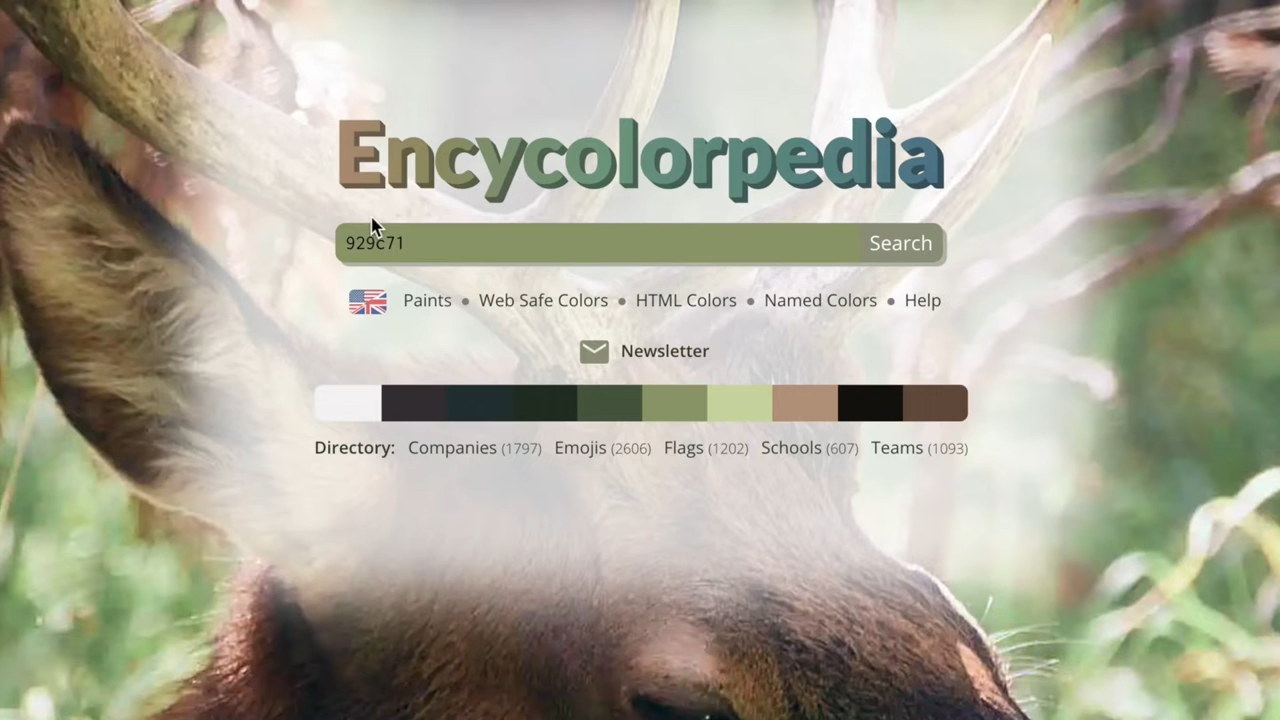 Encycolorpedia
929c71 Search
Paints • Web Safe Colors • HTML Colors • Named Colors • Help
Newsletter
Directory: Companies (1797) Emojis (2606) Flags (1202) Schools (607) Teams (1093)